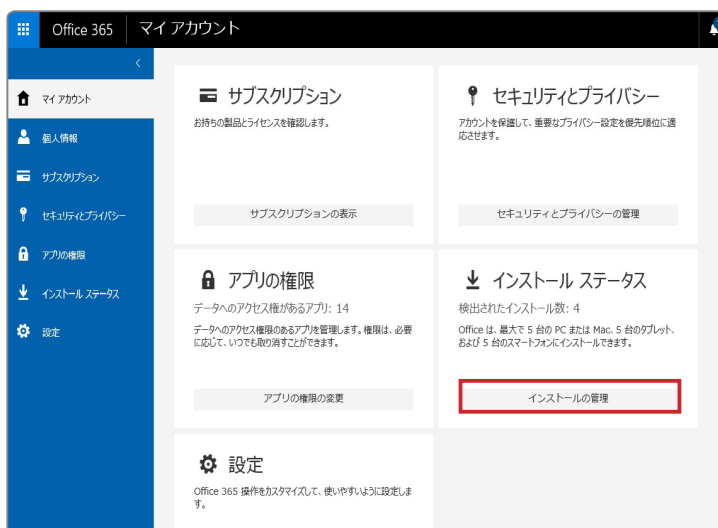 Office 365
マイ アカウント
マイ アカウント
個人情報
サブスクリプション
セキュリティとプライバシー
アプリの権限
インストール ステータス
設定
サブスクリプション
お持ちの製品とライセンスを確認します。
サブスクリプションの表示
セキュリティとプライバシー
アカウントを保護して、重要なプライバシー設定を優先順位に適
応させます。
セキュリティとプライバシーの管理
アプリの権限
データへのアクセス権があるアプリ: 14
データへのアクセス権限のあるアプリを管理します。権限は、必要
に応じて、いつでも取り消すことができます。
アプリの権限の変更
インストール ステータス
検出されたインストール数: 4
Office は、最大で 5 台の PC または Mac、5 台のタブレット、
および 5 台のスマートフォンにインストールできます。
インストールの管理
設定
Office 365 操作をカスタマイズして、使いやすいように設定しま
す。